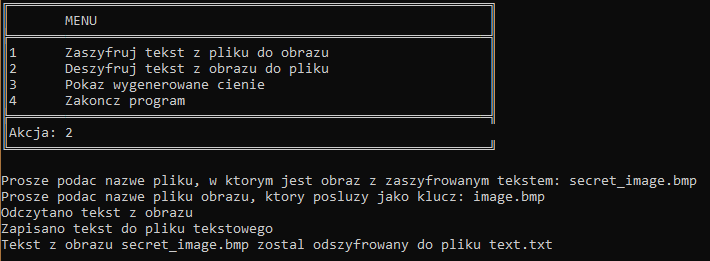 MENU
1 Zaszyfruj tekst z pliku do obrazu
2 Deszyfruj tekst z obrazu do pliku
3 Pokaz wygenerowane cienie
4 Zakoncz program
Akcja: 2
Prosze podac nazwe pliku, w ktorym jest obraz z zaszyfrowanym tekstem: secret_image.bmp
Prosze podac nazwe pliku obrazu, ktory posluzy jako klucz: image.bmp
Odczytano tekst z obrazu
Zapisano tekst do pliku tekstowego
Tekst z obrazu secret_image.bmp zostal odszyfrowany do pliku text.txt